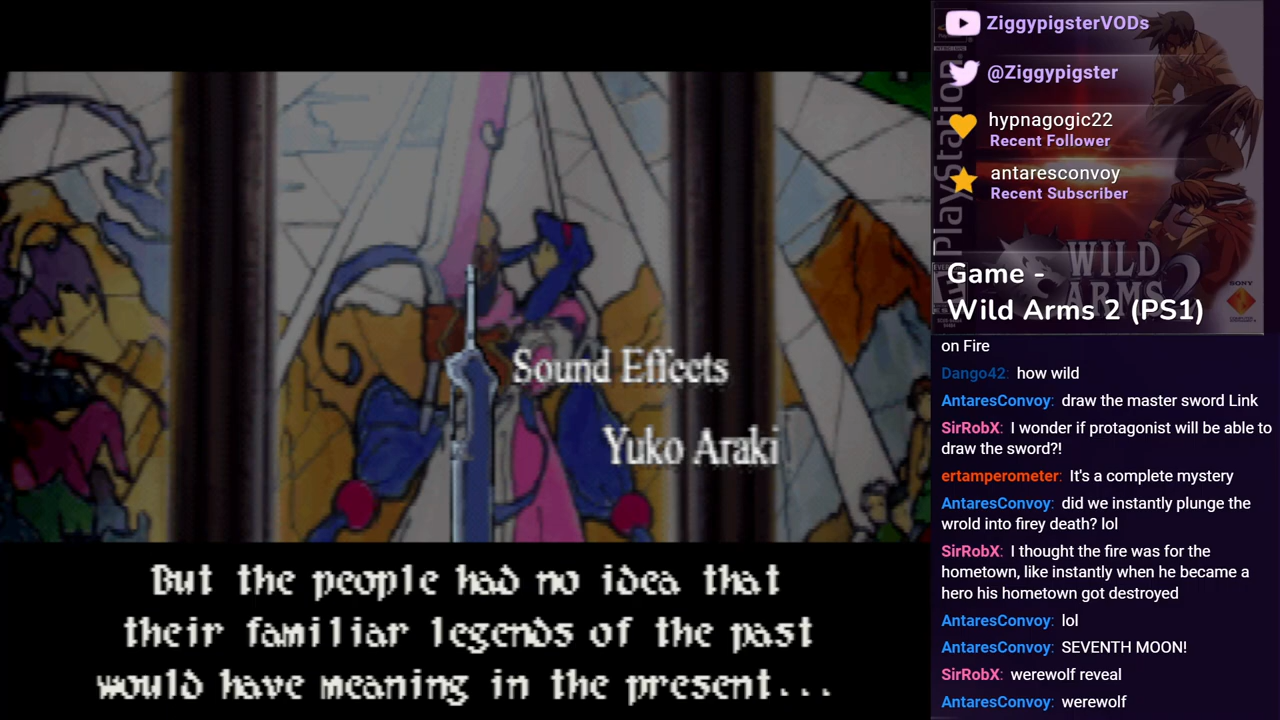 Sound Effects
Yuko Araki
But the people had no idea that
their familiar legends of the past
would have meaning in the present...
ZiggypigsterVODs
@Ziggypigster
hypnagogic22
Recent Follower
antaresconvoy
Recent Subscriber
PlayStation
WILD
ARMS 2
SONY
Game -
Wild Arms 2 (PS1)
on Fire
Dango42: how wild
AntaresConvoy: draw the master sword Link
SirRobX: I wonder if protagonist will be able to
draw the sword?!
ertamperometer: It's a complete mystery
AntaresConvoy: did we instantly plunge the
wrold into firey death? lol
SirRobX: I thought the fire was for the
hometown, like instantly when he became a
hero his hometown got destroyed
AntaresConvoy: lol
AntaresConvoy: SEVENTH MOON!
SirRobX: werewolf reveal
AntaresConvoy: werewolf